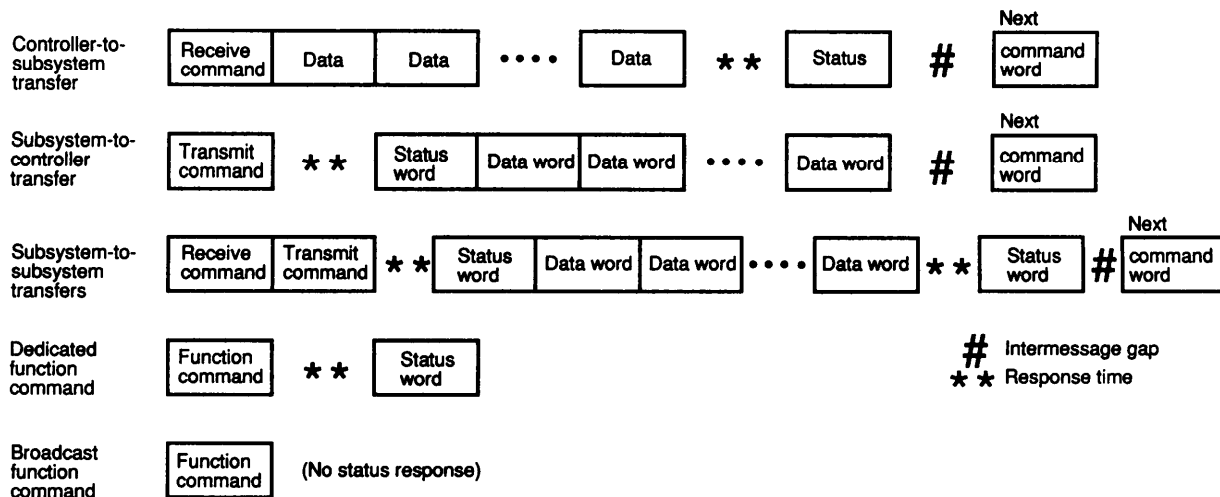 Controller-to-
subsystem
transfer
Receive
command
Data
Data
• • • •
Data
* *
Status
#
Next
command
word
Subsystem-to-
controller
transfer
Transmit
command
* *
Status
word
Data word
Data word
• • • •
Data word
#
Next
command
word
Subsystem-to-
subsystem
transfers
Receive
command
Transmit
command
* *
Status
word
Data word
Data word
• • • •
Data word
* *
Status
word
#
Next
command
word
Dedicated
function
command
Function
command
* *
Status
word
# Intermessage gap
* * Response time
Broadcast
function
command
Function
command
(No status response)